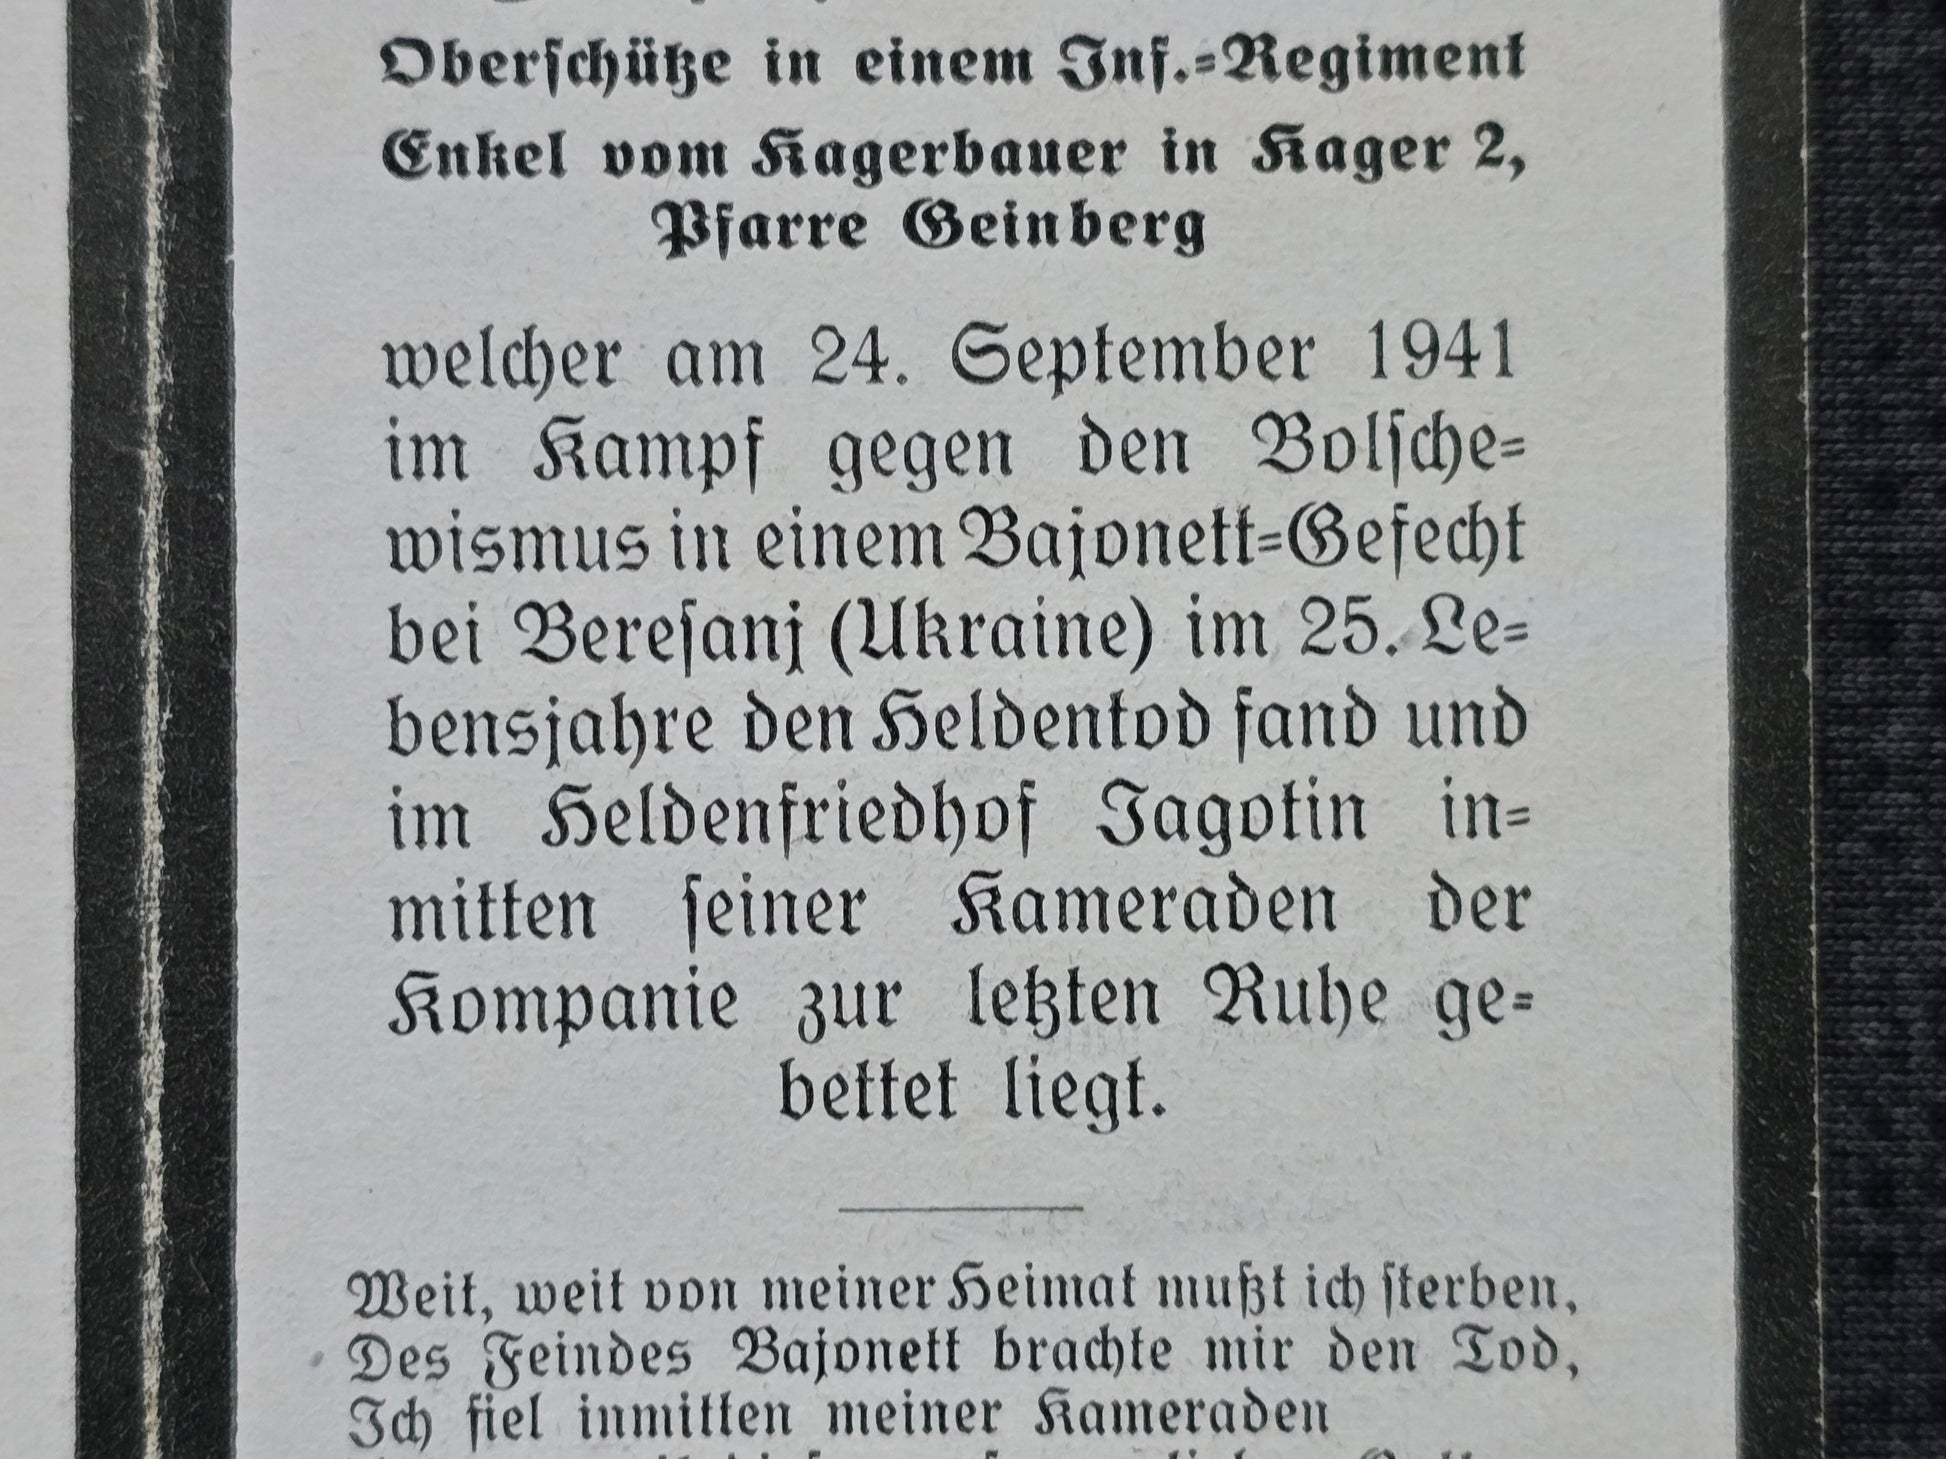 Oberschütze in einem Inf.-Regiment
Enkel vom Kagerbauer in Kager 2,
Pfarre Geinberg
welcher am 24. September 1941
im Kampf gegen den Bolsche-
wismus in einem Bajonett-Gefecht
bei Beresanj (Ukraine) im 25. Le-
bensjahre den Heldentod fand und
im Heldenfriedhof Jagotin in-
mitten seiner Kameraden der
Kompanie zur letzten Ruhe ge-
bettet liegt.
Weit, weit von meiner Heimat mußt ich sterben,
Des Feindes Bajonett brachte mir den Tod,
Ich fiel inmitten meiner Kameraden